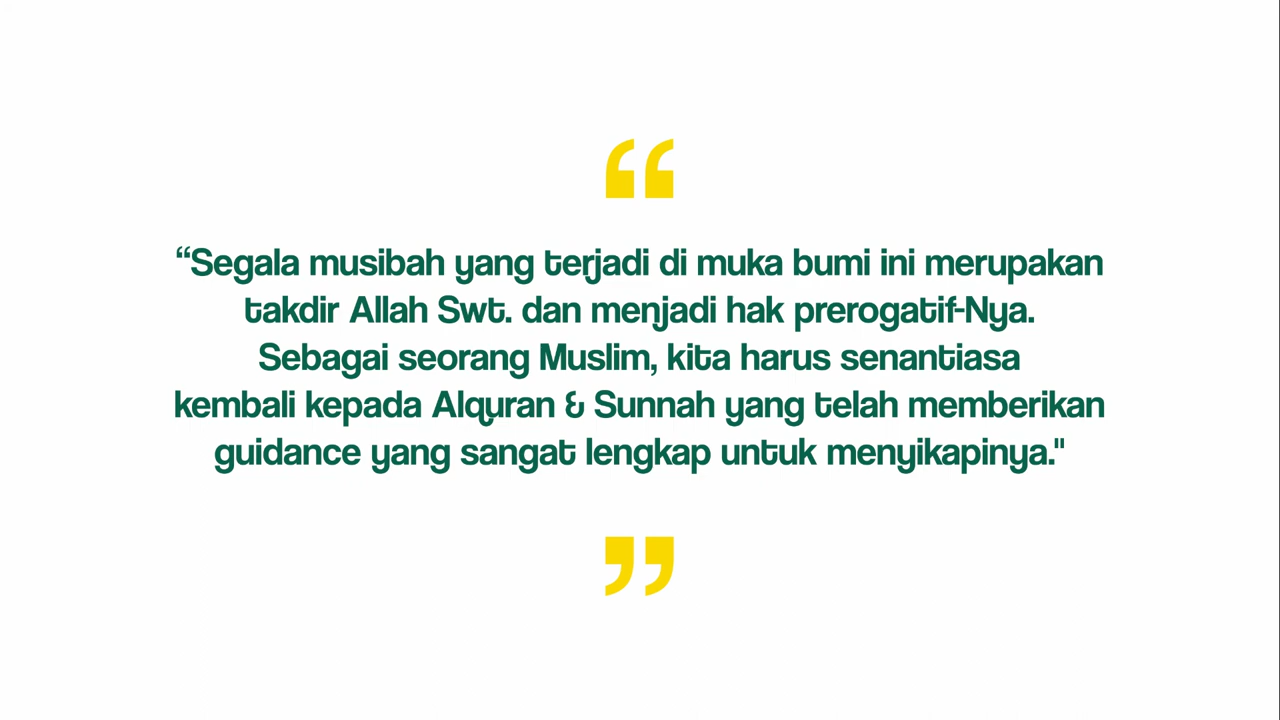 “Segala musibah yang terjadi di muka bumi ini merupakan
takdir Allah Swt. dan menjadi hak prerogatif-Nya.
Sebagai seorang Muslim, kita harus senantiasa
kembali kepada Alquran & Sunnah yang telah memberikan
guidance yang sangat lengkap untuk menyikapinya."